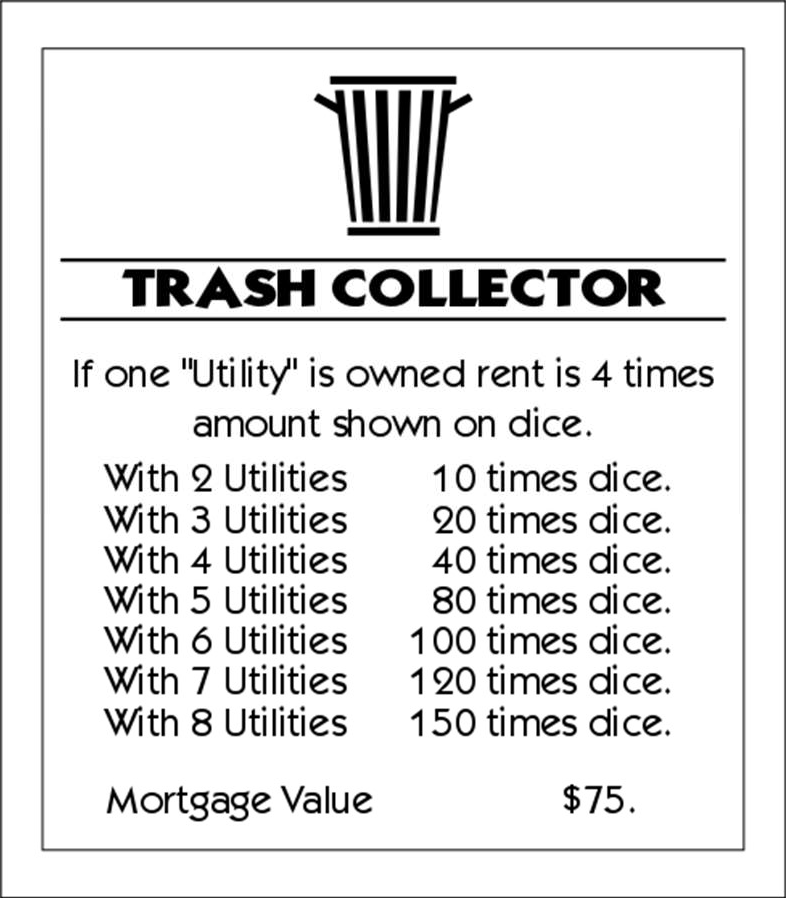 TRASH COLLECTOR
If one "Utility" is owned rent is 4 times
amount shown on dice.
With 2 Utilities 10 times dice.
With 3 Utilities 20 times dice.
With 4 Utilities 40 times dice.
With 5 Utilities 80 times dice.
With 6 Utilities 100 times dice.
With 7 Utilities 120 times dice.
With 8 Utilities 150 times dice.
Mortgage Value $75.